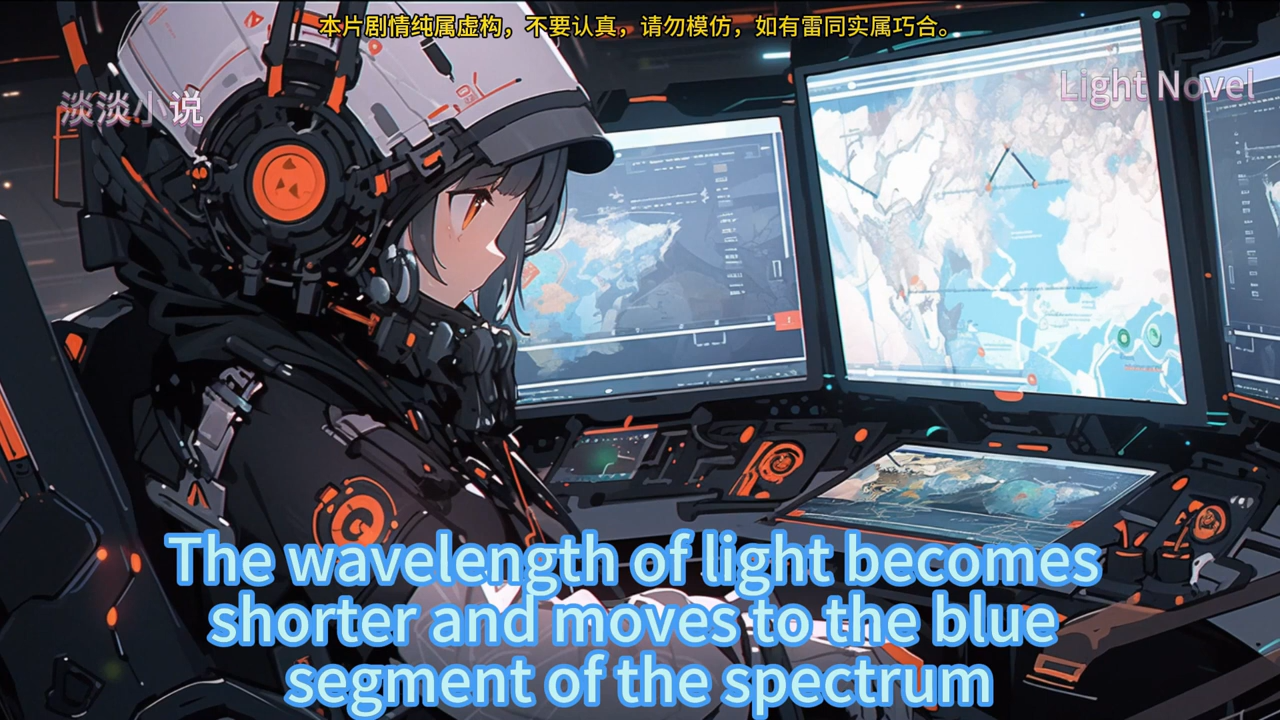 本片剧情纯属虚构，不要认真，请勿模仿，如有雷同实属巧合。
淡淡小说
Light Novel
The wavelength of light becomes
shorter and moves to the blue
segment of the spectrum